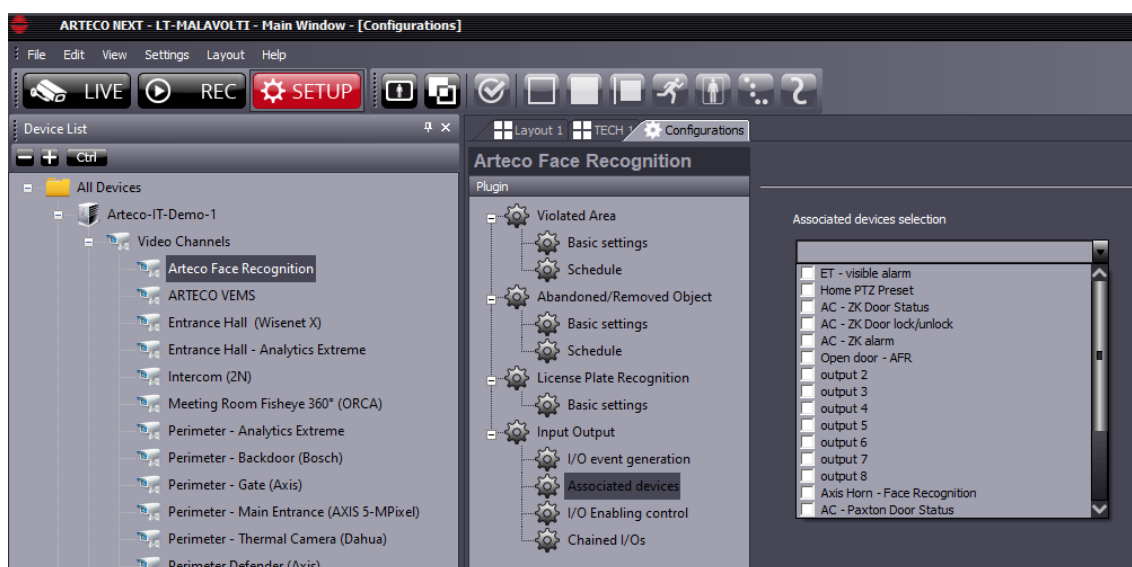 ARTECO NEXT - LT-MALAVOLTI - Main Window - [Configurations]
File Edit View Settings Layout Help
LIVE REC SETUP
Device List
Ctrl
All Devices
Arteco-IT-Demo-1
Video Channels
Arteco Face Recognition
ARTECO VEMS
Entrance Hall (Wisenet X)
Entrance Hall - Analytics Extreme
Intercom (2N)
Meeting Room Fisheye 360° (ORCA)
Perimeter - Analytics Extreme
Perimeter - Backdoor (Bosch)
Perimeter - Gate (Axis)
Perimeter - Main Entrance (AXIS 5-MPixel)
Perimeter - Thermal Camera (Dahua)
Perimeter Defender (Axis)
Layout 1 TECH 1 Configurations
Arteco Face Recognition
Plugin
Violated Area
Basic settings
Schedule
Abandoned/Removed Object
Basic settings
Schedule
License Plate Recognition
Basic settings
Input Output
I/O event generation
Associated devices
I/O Enabling control
Chained I/Os
Associated devices selection
ET - visible alarm
Home PTZ Preset
AC - ZK Door Status
AC - ZK Door lock/unlock
AC - ZK alarm
Open door - AFR
output 2
output 3
output 4
output 5
output 6
output 7
output 8
Axis Horn - Face Recognition
AC - Paxton Door Status